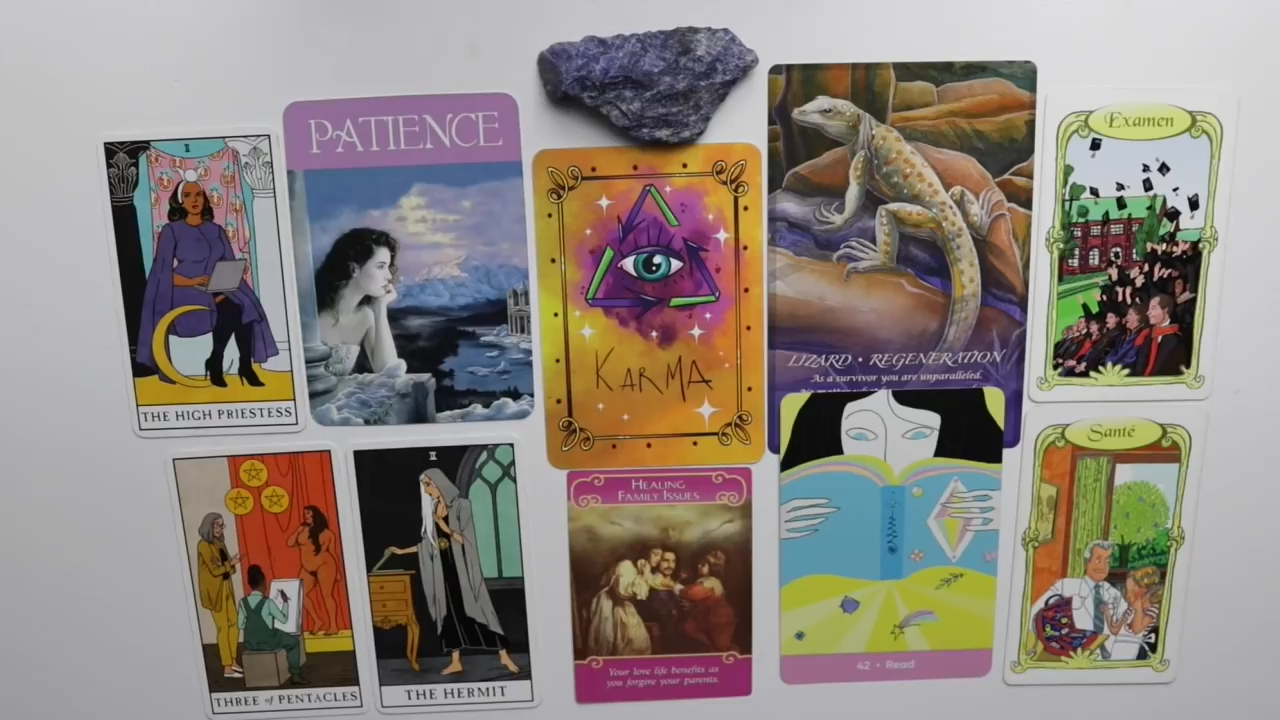 II
THE HIGH PRIESTESS
PATIENCE
KARMA
LIZARD • REGENERATION
As a survivor you are unparalleled.
Examen
THREE of PENTACLES
II
THE HERMIT
HEALING
FAMILY ISSUES
Your love life benefits as
you forgive your parents.
42 • Read
Santé